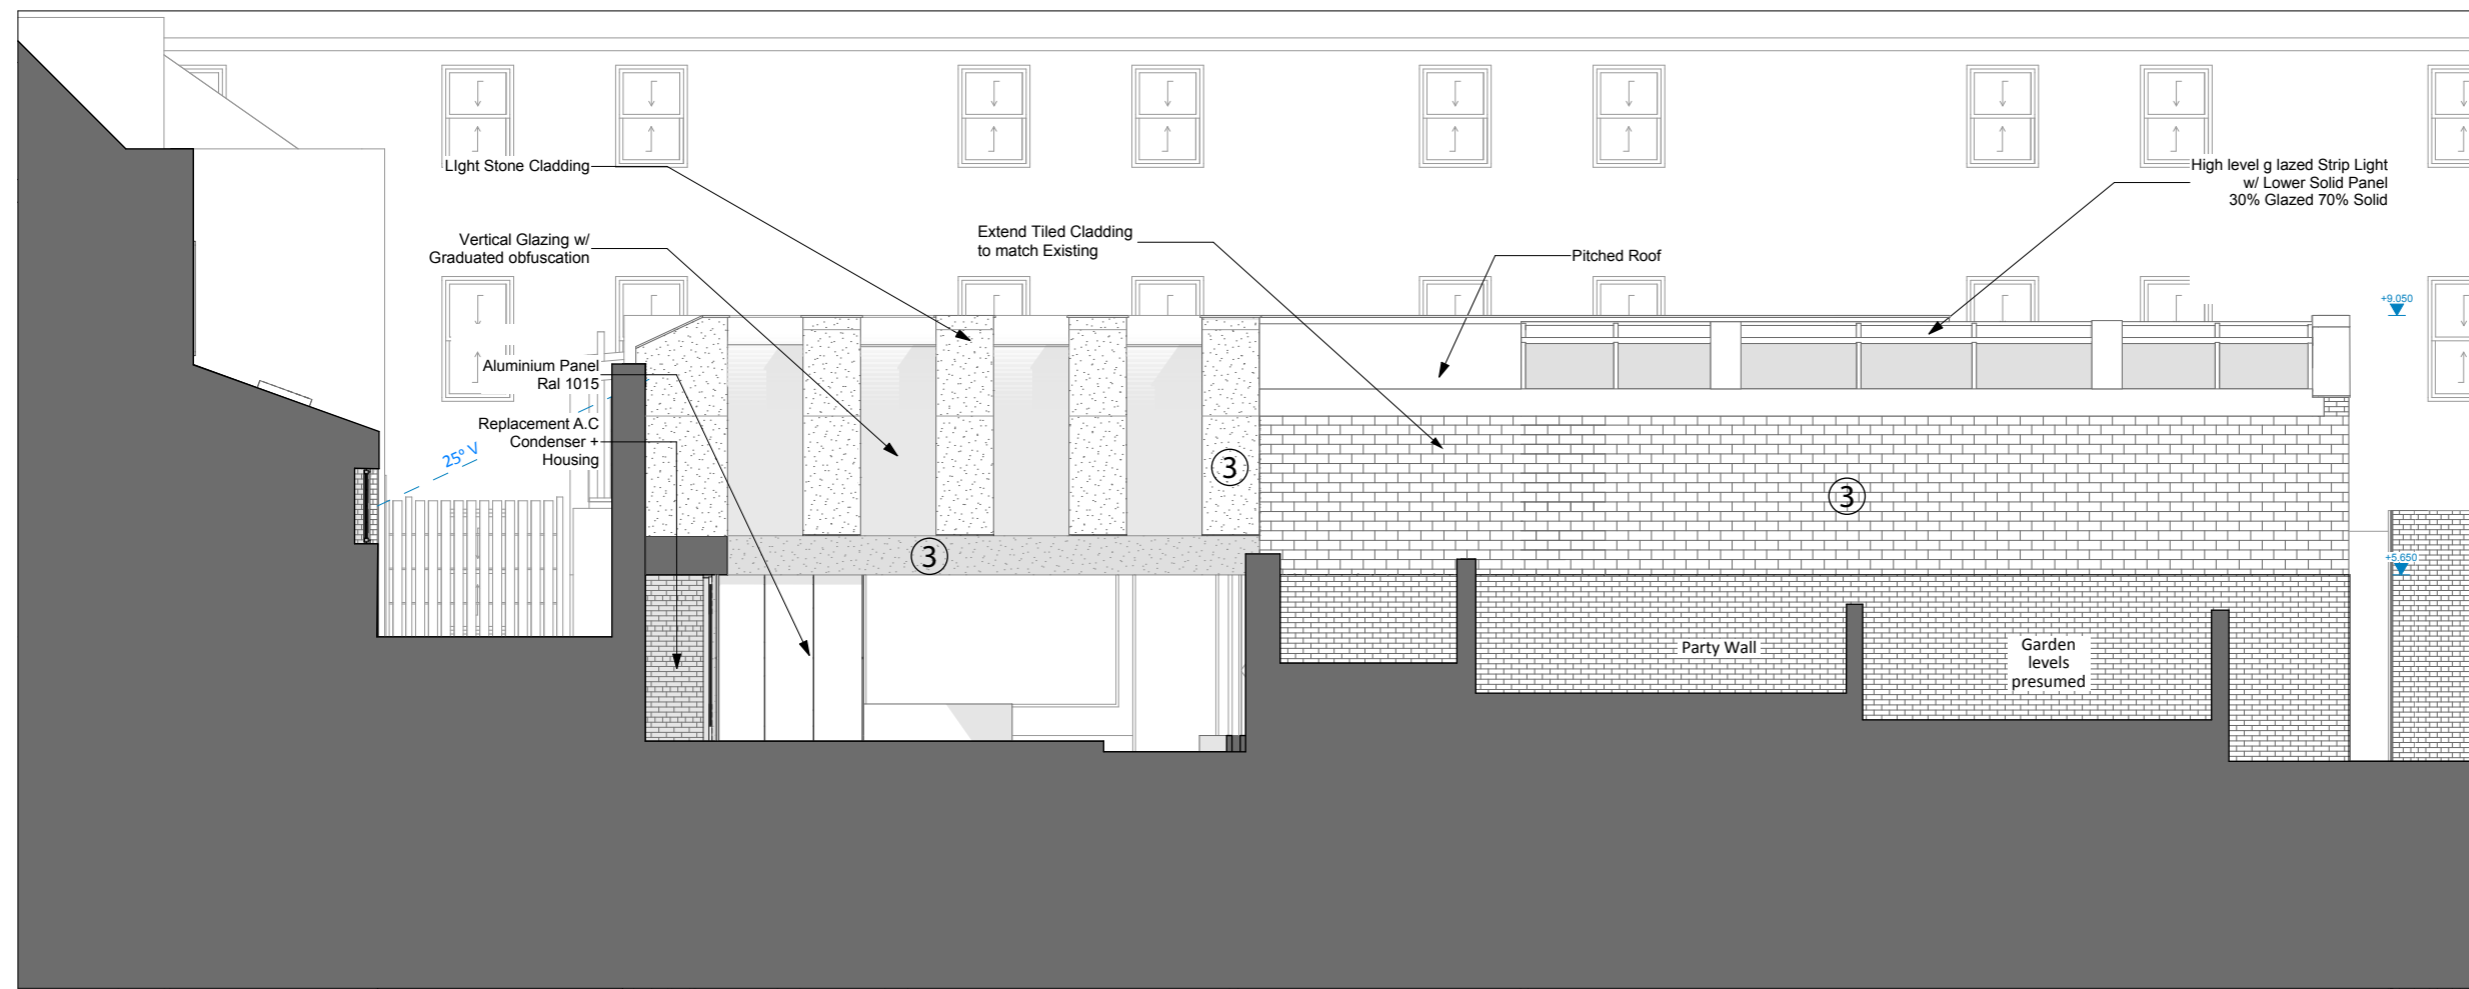 LIght Stone Cladding
High level g lazed Strip Light
w/ Lower Solid Panel
30% Glazed 70% Solid
Vertical Glazing w/
Graduated obfuscation
Extend Tiled Cladding
to match Existing
Pitched Roof
+9.050
Aluminium Panel
Ral 1015
Replacement A.C
Condenser +
Housing
25° V
3
3
3
+5.650
Party Wall
Garden
levels
presumed